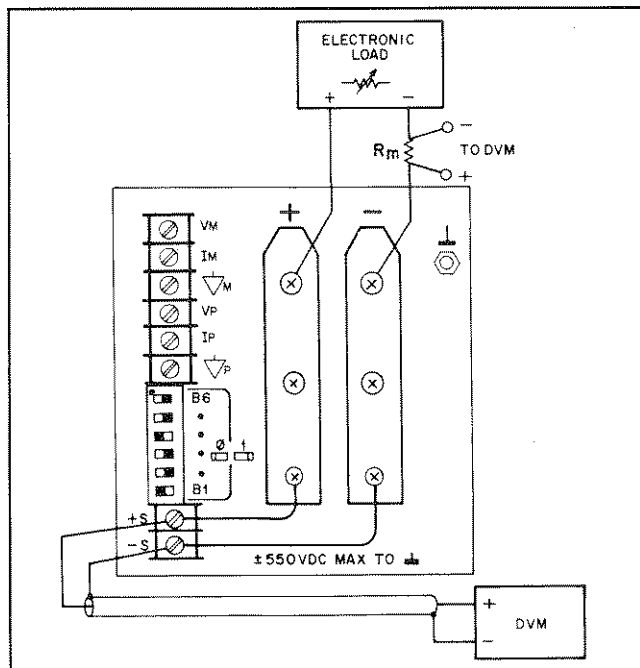 ELECTRONIC
LOAD
+ −
Rm
−
TO DVM
+
+ −
VM
IM
M
VP
IP
P
B6
Ø 1
B1
+S
−S
±550VDC MAX TO
+
DVM
−